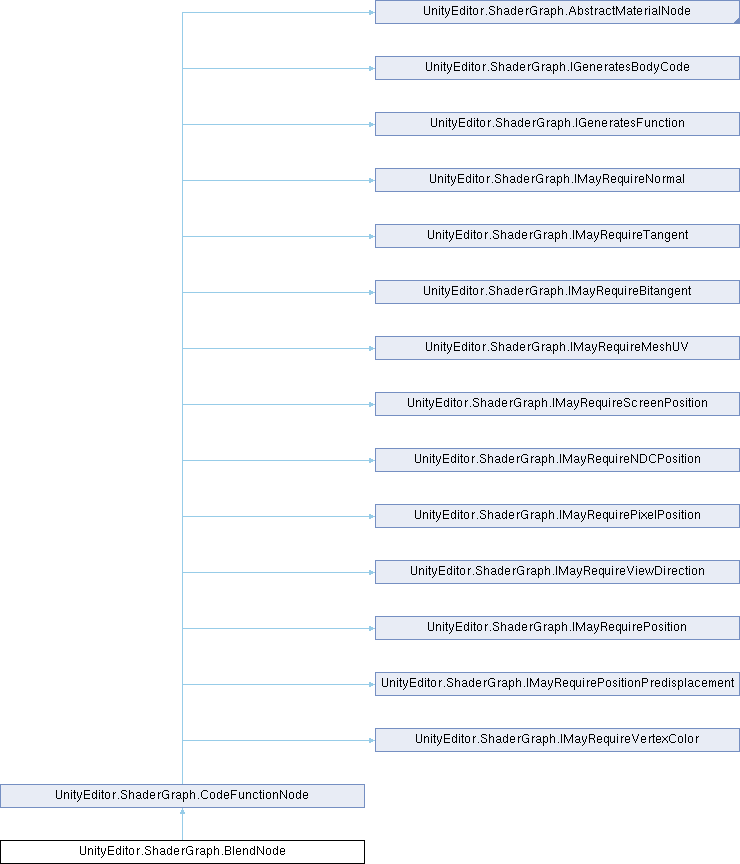 UnityEditor.ShaderGraph.AbstractMaterialNode
UnityEditor.ShaderGraph.IGeneratesBodyCode
UnityEditor.ShaderGraph.IGeneratesFunction
UnityEditor.ShaderGraph.IMayRequireNormal
UnityEditor.ShaderGraph.IMayRequireTangent
UnityEditor.ShaderGraph.IMayRequireBitangent
UnityEditor.ShaderGraph.IMayRequireMeshUV
UnityEditor.ShaderGraph.IMayRequireScreenPosition
UnityEditor.ShaderGraph.IMayRequireNDCPosition
UnityEditor.ShaderGraph.IMayRequirePixelPosition
UnityEditor.ShaderGraph.IMayRequireViewDirection
UnityEditor.ShaderGraph.IMayRequirePosition
UnityEditor.ShaderGraph.IMayRequirePositionPredisplacement
UnityEditor.ShaderGraph.IMayRequireVertexColor
UnityEditor.ShaderGraph.CodeFunctionNode
UnityEditor.ShaderGraph.BlendNode